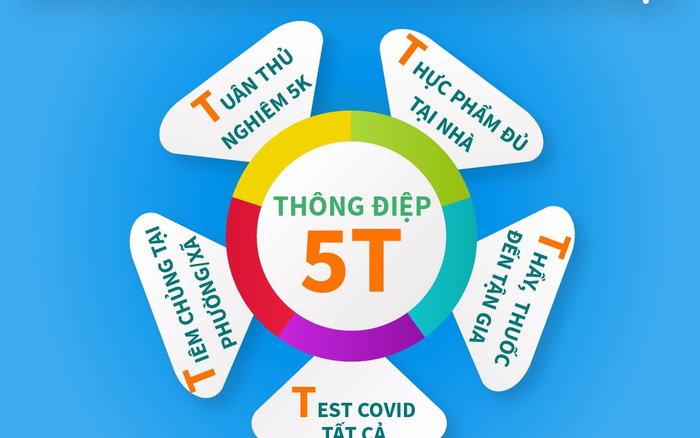 TUÂN THỦ
NGHIÊM 5K
THỰC PHẨM ĐỦ
TẠI NHÀ
THÔNG ĐIỆP
5T
THẦY, THUỐC
ĐẾN TẬN GIA
TEST COVID
TẤT CẢ
TIÊM CHỦNG TẠI
PHƯỜNG/XÃ